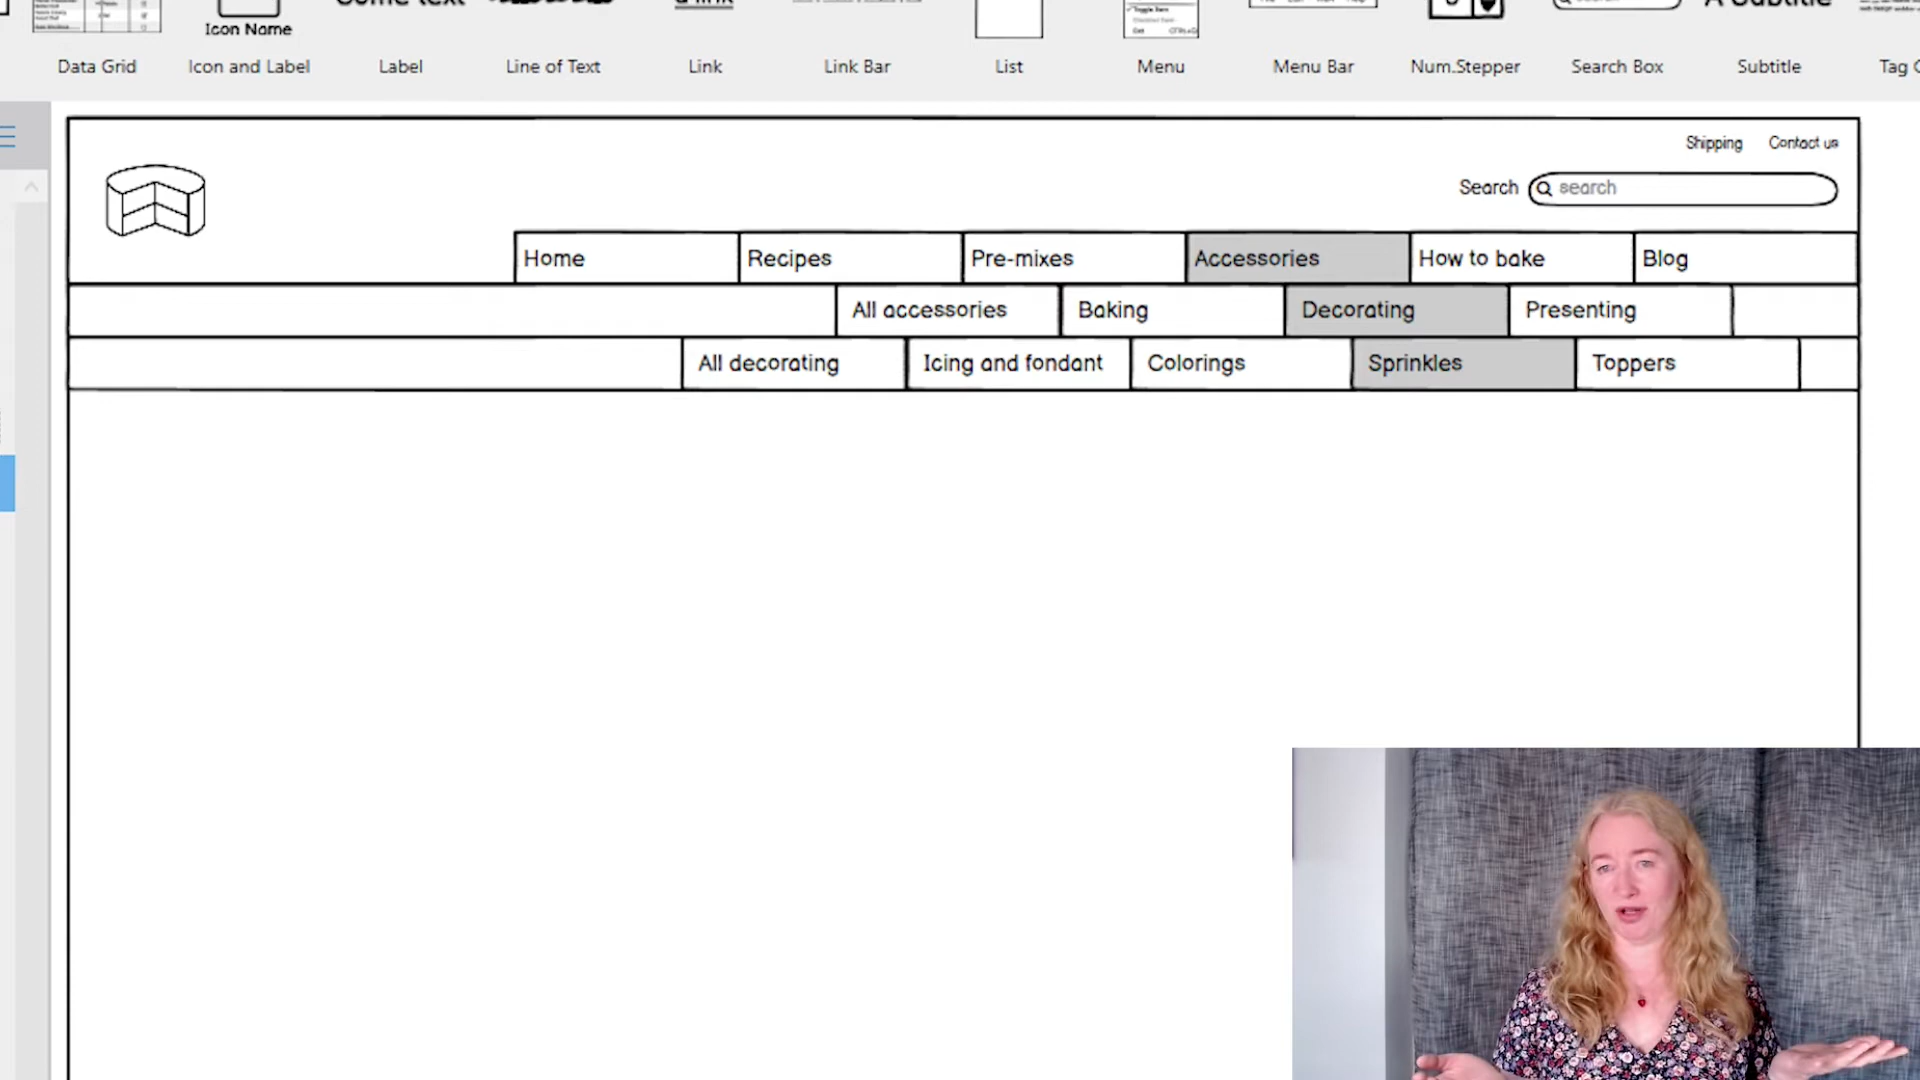 Icon Name
Data Grid Icon and Label Label Line of Text Link Link Bar List Menu Menu Bar Num.Stepper Search Box Subtitle Tag
Shipping Contact us
Search search
Home Recipes Pre-mixes Accessories How to bake Blog
All accessories Baking Decorating Presenting
All decorating Icing and fondant Colorings Sprinkles Toppers